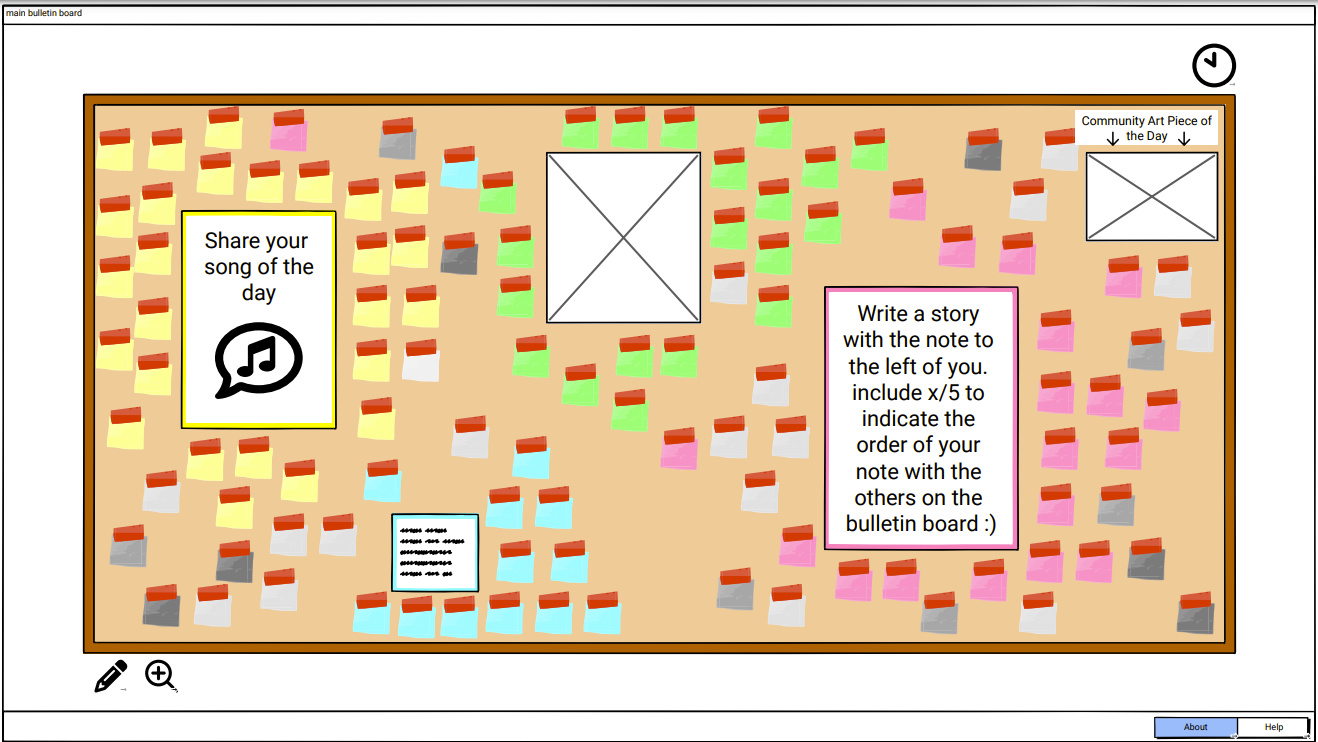 main bulletin board
Community Art Piece of
the Day
Share your
song of the
day
Write a story
with the note to
the left of you.
include x/5 to
indicate the
order of your
note with the
others on the
bulletin board :)
About
Help